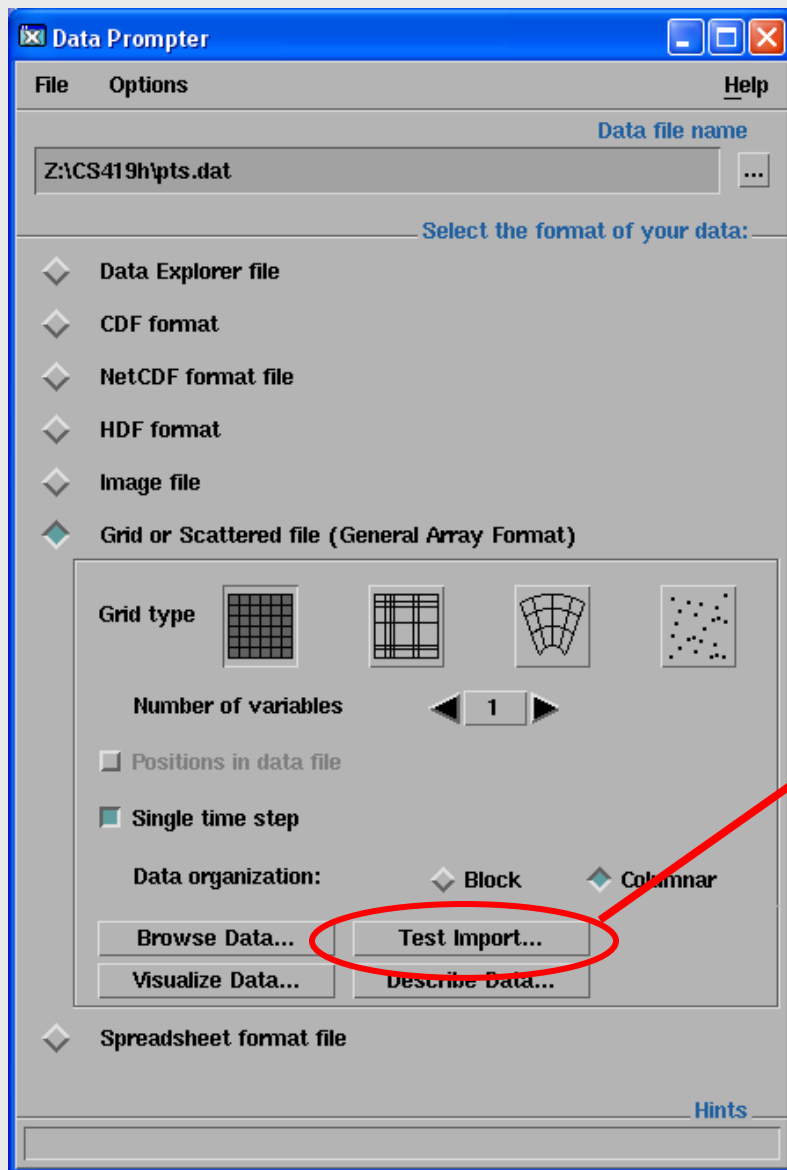 Data Prompter
File Options Help
Data file name
Z:\CS419h\pts.dat ...
Select the format of your data:
Data Explorer file
CDF format
NetCDF format file
HDF format
Image file
Grid or Scattered file (General Array Format)
Grid type
Number of variables 1
Positions in data file
Single time step
Data organization: Block Columnar
Browse Data... Test Import...
Visualize Data... Describe Data...
Spreadsheet format file
Hints